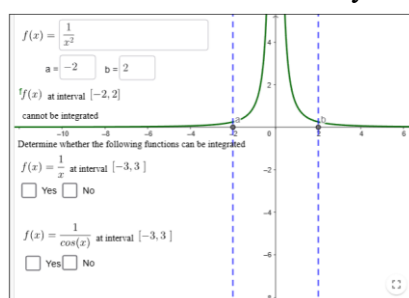 f(x) = 1/x²
a = −2 b = 2
f(x) at interval [−2, 2]
cannot be integrated
Determine whether the following functions can be integrated
f(x) = 1/x at interval [−3, 3 ]
Yes No
f(x) = 1/cos(x) at interval [−3, 3 ]
Yes No
4
2
a b
−10 −8 −6 −4 −2 0 2 4 6
−2
−4
−6